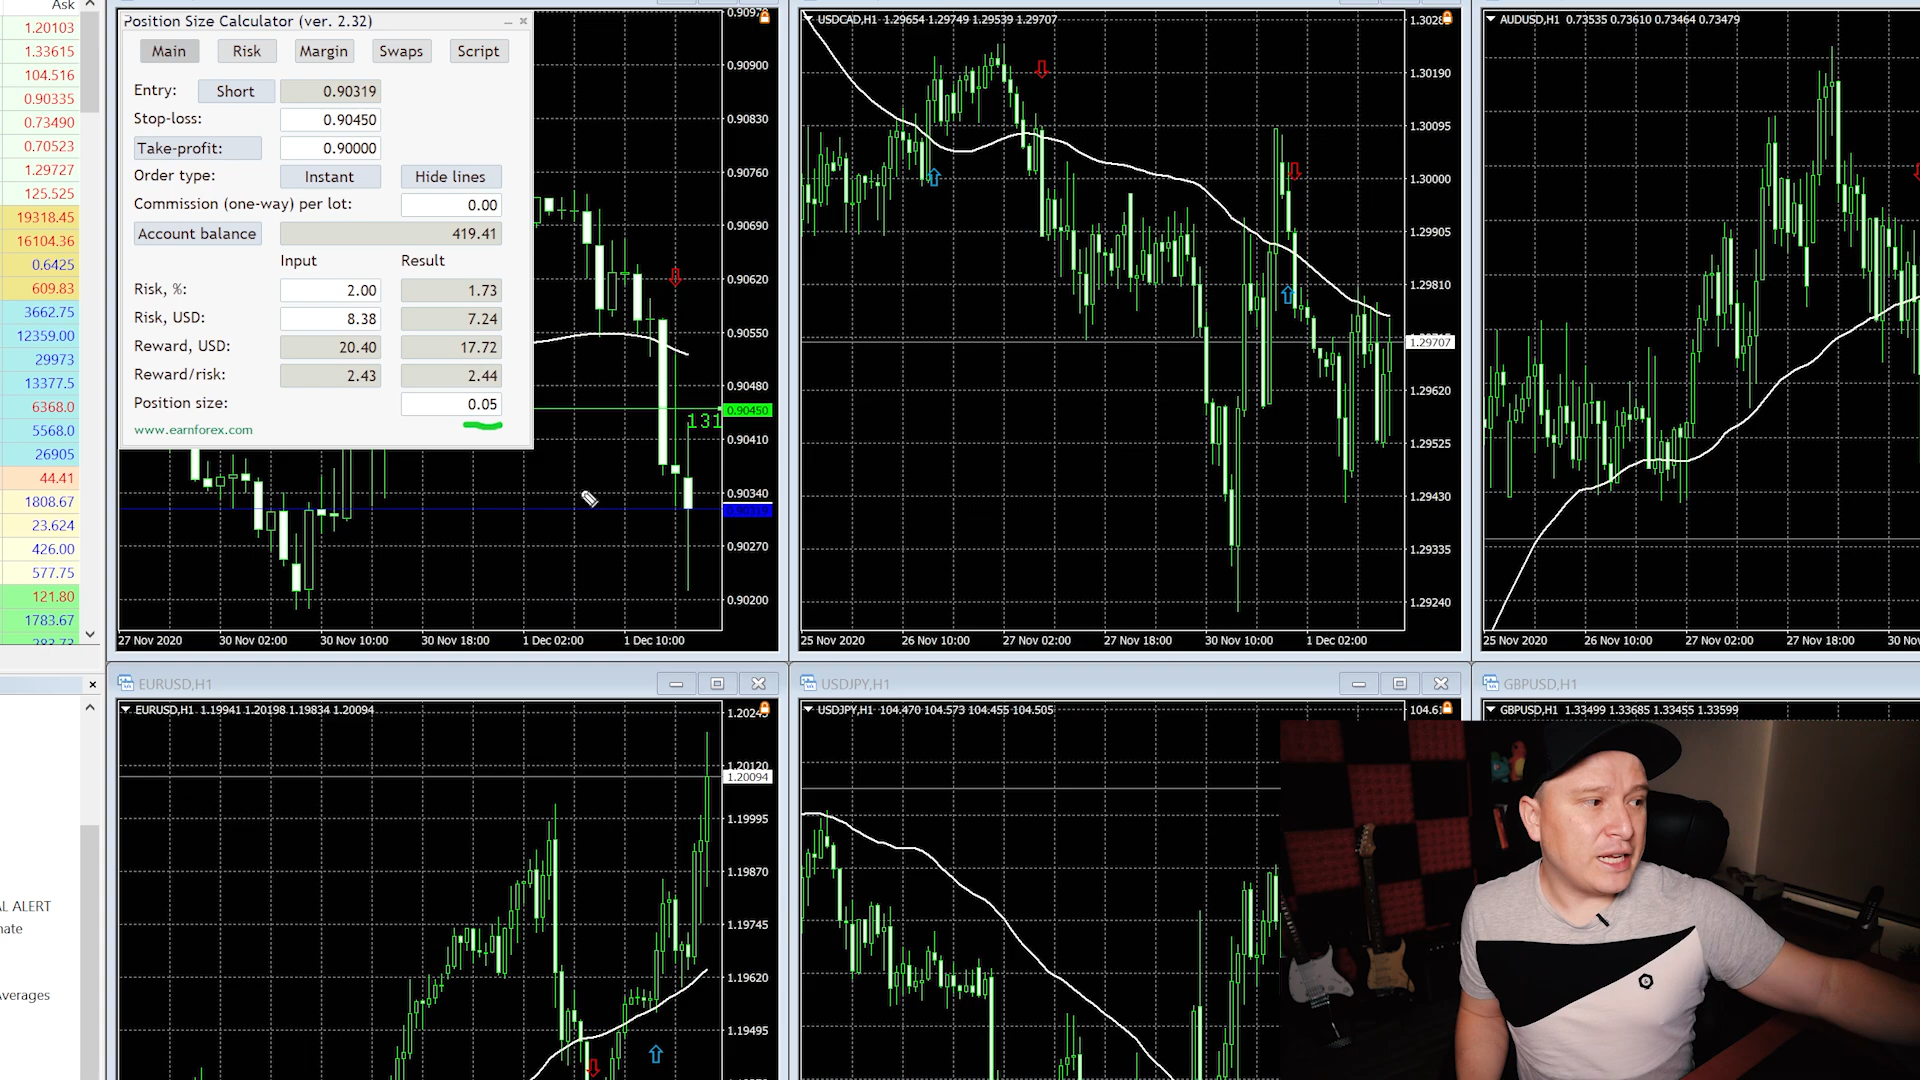 Ask
1.20103
1.33615
104.516
0.90335
0.73490
0.70523
1.29727
125.525
19318.45
16104.36
0.6425
609.83
3662.75
12359.00
29973
13377.5
6368.0
5568.0
26905
44.41
1808.67
23.624
426.00
577.75
121.80
1783.67
283.73
L ALERT
nate
Averages
Position Size Calculator (ver. 2.32)
Main Risk Margin Swaps Script
Entry: Short 0.90319
Stop-loss: 0.90450
Take-profit: 0.90000
Order type: Instant Hide lines
Commission (one-way) per lot: 0.00
Account balance 419.41
Input Result
Risk, %: 2.00 1.73
Risk, USD: 8.38 7.24
Reward, USD: 20.40 17.72
Reward/risk: 2.43 2.44
Position size: 0.05
www.earnforex.com
0.90970
0.90900
0.90830
0.90760
0.90690
0.90620
0.90550
0.90480
0.90450
131
0.90410
0.90340
0.90319
0.90270
0.90200
27 Nov 2020 30 Nov 02:00 30 Nov 10:00 30 Nov 18:00 1 Dec 02:00 1 Dec 10:00
USDCAD,H1 1.29654 1.29749 1.29539 1.29707
1.3028
1.30190
1.30095
1.30000
1.29905
1.29810
1.29707
1.29620
1.29525
1.29430
1.29335
1.29240
25 Nov 2020 26 Nov 10:00 27 Nov 02:00 27 Nov 18:00 30 Nov 10:00 1 Dec 02:00
AUDUSD,H1 0.73535 0.73610 0.73464 0.73479
25 Nov 2020 26 Nov 10:00 27 Nov 02:00 27 Nov 18:00 30 Nov
EURUSD,H1
EURUSD,H1 1.19941 1.20198 1.19834 1.20094
1.20245
1.20120
1.20094
1.19995
1.19870
1.19745
1.19620
1.19495
USDJPY,H1
USDJPY,H1 104.470 104.573 104.455 104.505
104.61
GBPUSD,H1
GBPUSD,H1 1.33499 1.33685 1.33455 1.33599